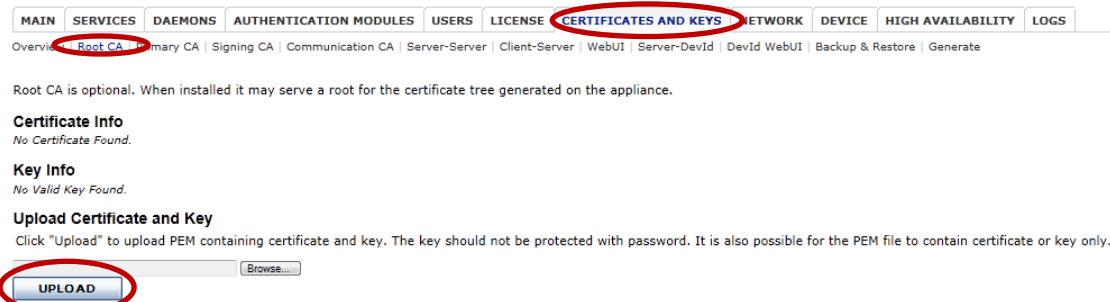 MAIN SERVICES DAEMONS AUTHENTICATION MODULES USERS LICENSE CERTIFICATES AND KEYS NETWORK DEVICE HIGH AVAILABILITY LOGS
Overview | Root CA | Primary CA | Signing CA | Communication CA | Server-Server | Client-Server | WebUI | Server-DevId | DevId WebUI | Backup & Restore | Generate
Root CA is optional. When installed it may serve a root for the certificate tree generated on the appliance.
Certificate Info
No Certificate Found.
Key Info
No Valid Key Found.
Upload Certificate and Key
Click "Upload" to upload PEM containing certificate and key. The key should not be protected with password. It is also possible for the PEM file to contain certificate or key only.
Browse...
UPLOAD